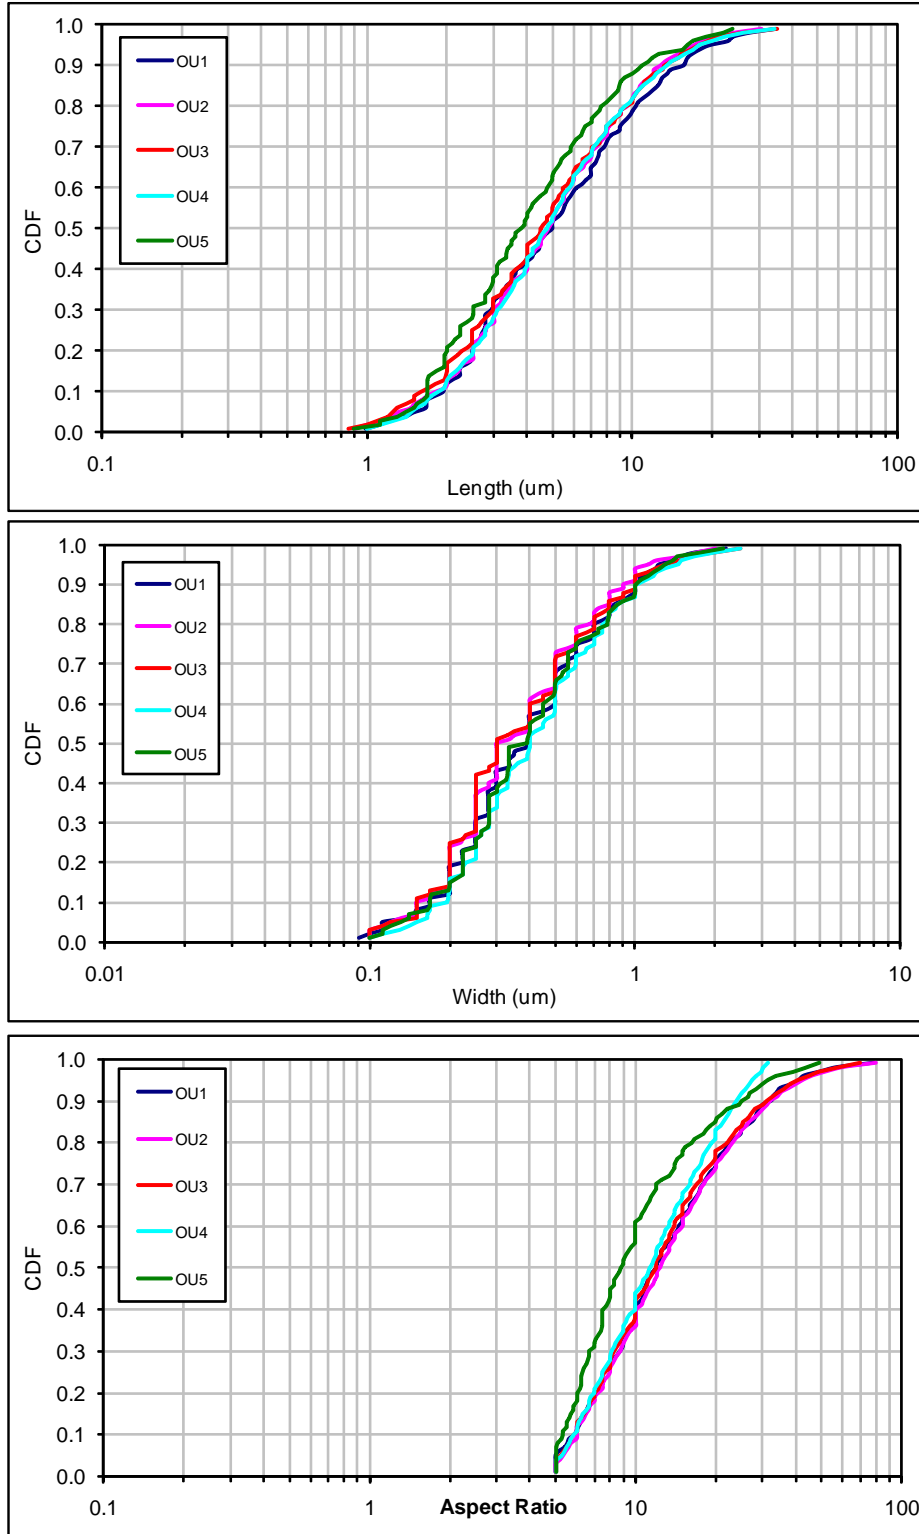 1.0
0.9
0.8
0.7
0.6
0.5
0.4
0.3
0.2
0.1
0.0
CDF
OU1
OU2
OU3
OU4
OU5
0.1 1 10 100
Length (um)
1.0
0.9
0.8
0.7
0.6
0.5
0.4
0.3
0.2
0.1
0.0
CDF
OU1
OU2
OU3
OU4
OU5
0.01 0.1 1 10
Width (um)
1.0
0.9
0.8
0.7
0.6
0.5
0.4
0.3
0.2
0.1
0.0
CDF
OU1
OU2
OU3
OU4
OU5
0.1 1 10 100
Aspect Ratio